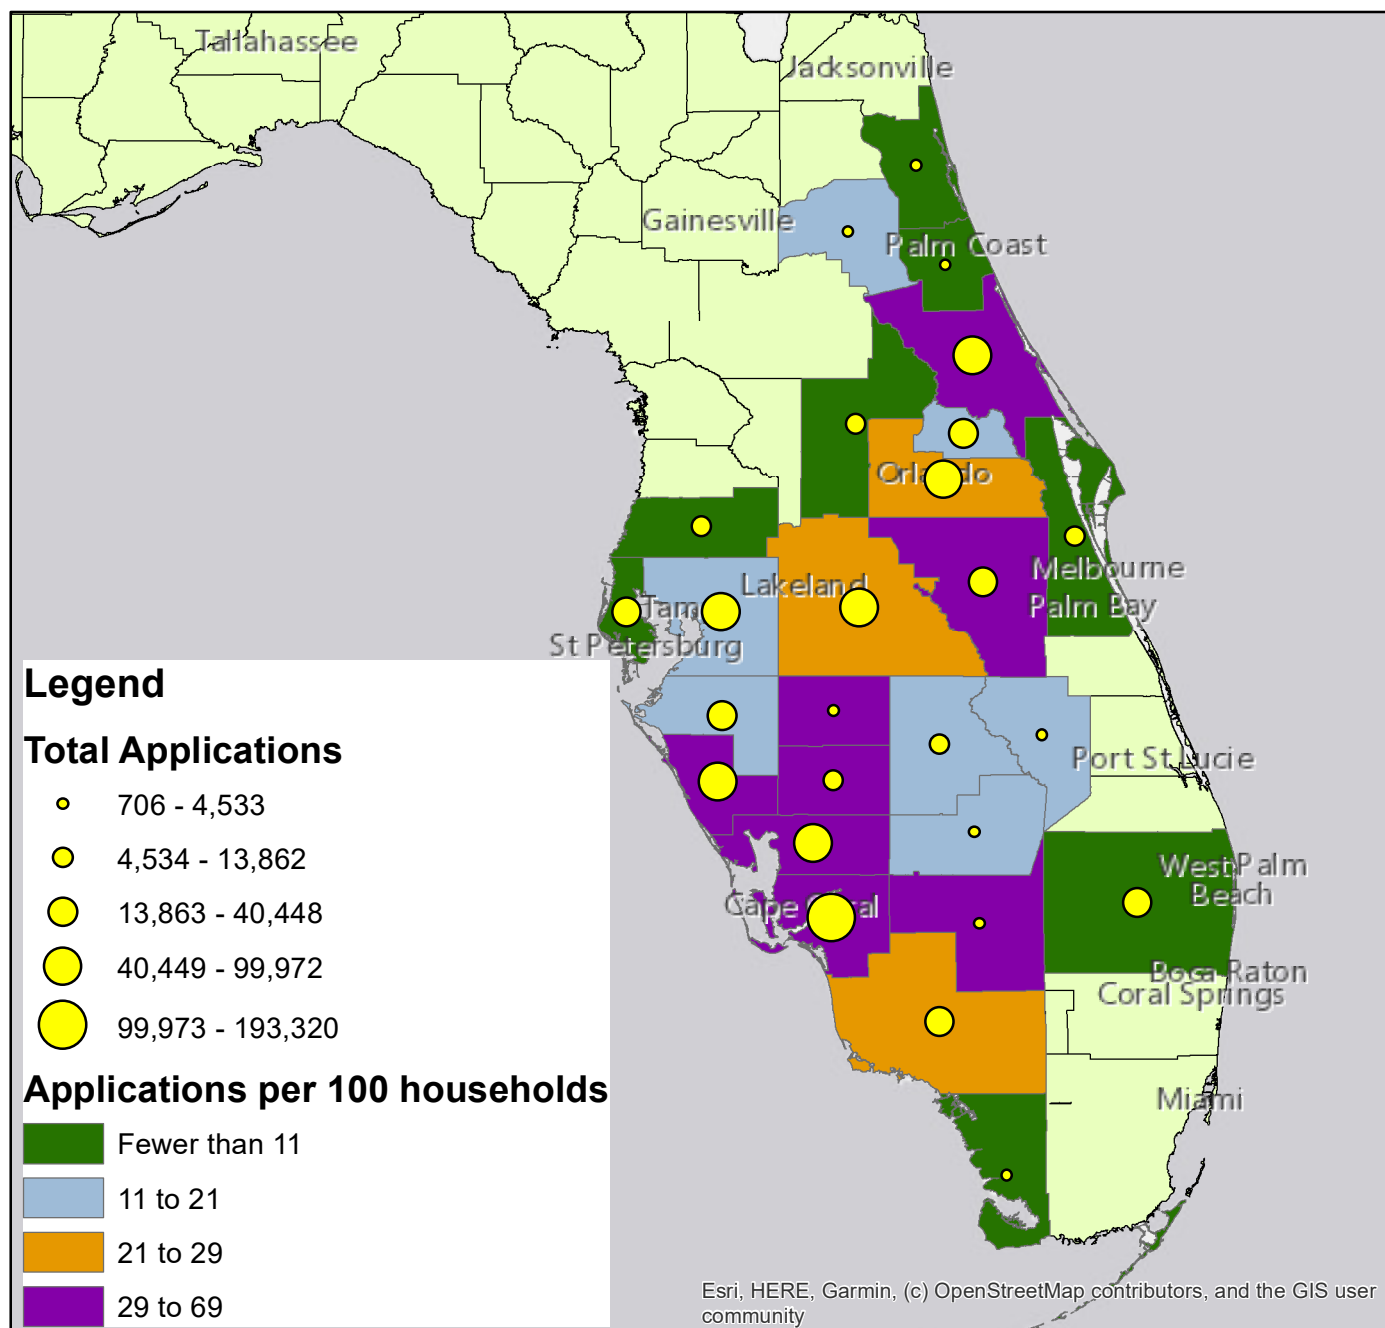 Tallahassee
Jacksonville
Gainesville
Palm Coast
Orlando
Melbourne
Lakeland
Palm Bay
Tam
St Petersburg
Port St Lucie
West Palm
Beach
Cape Coral
Boca Raton
Coral Springs
Miami
Legend
Total Applications
706 - 4,533
4,534 - 13,862
13,863 - 40,448
40,449 - 99,972
99,973 - 193,320
Applications per 100 households
Fewer than 11
11 to 21
21 to 29
29 to 69
Esri, HERE, Garmin, (c) OpenStreetMap contributors, and the GIS user
community